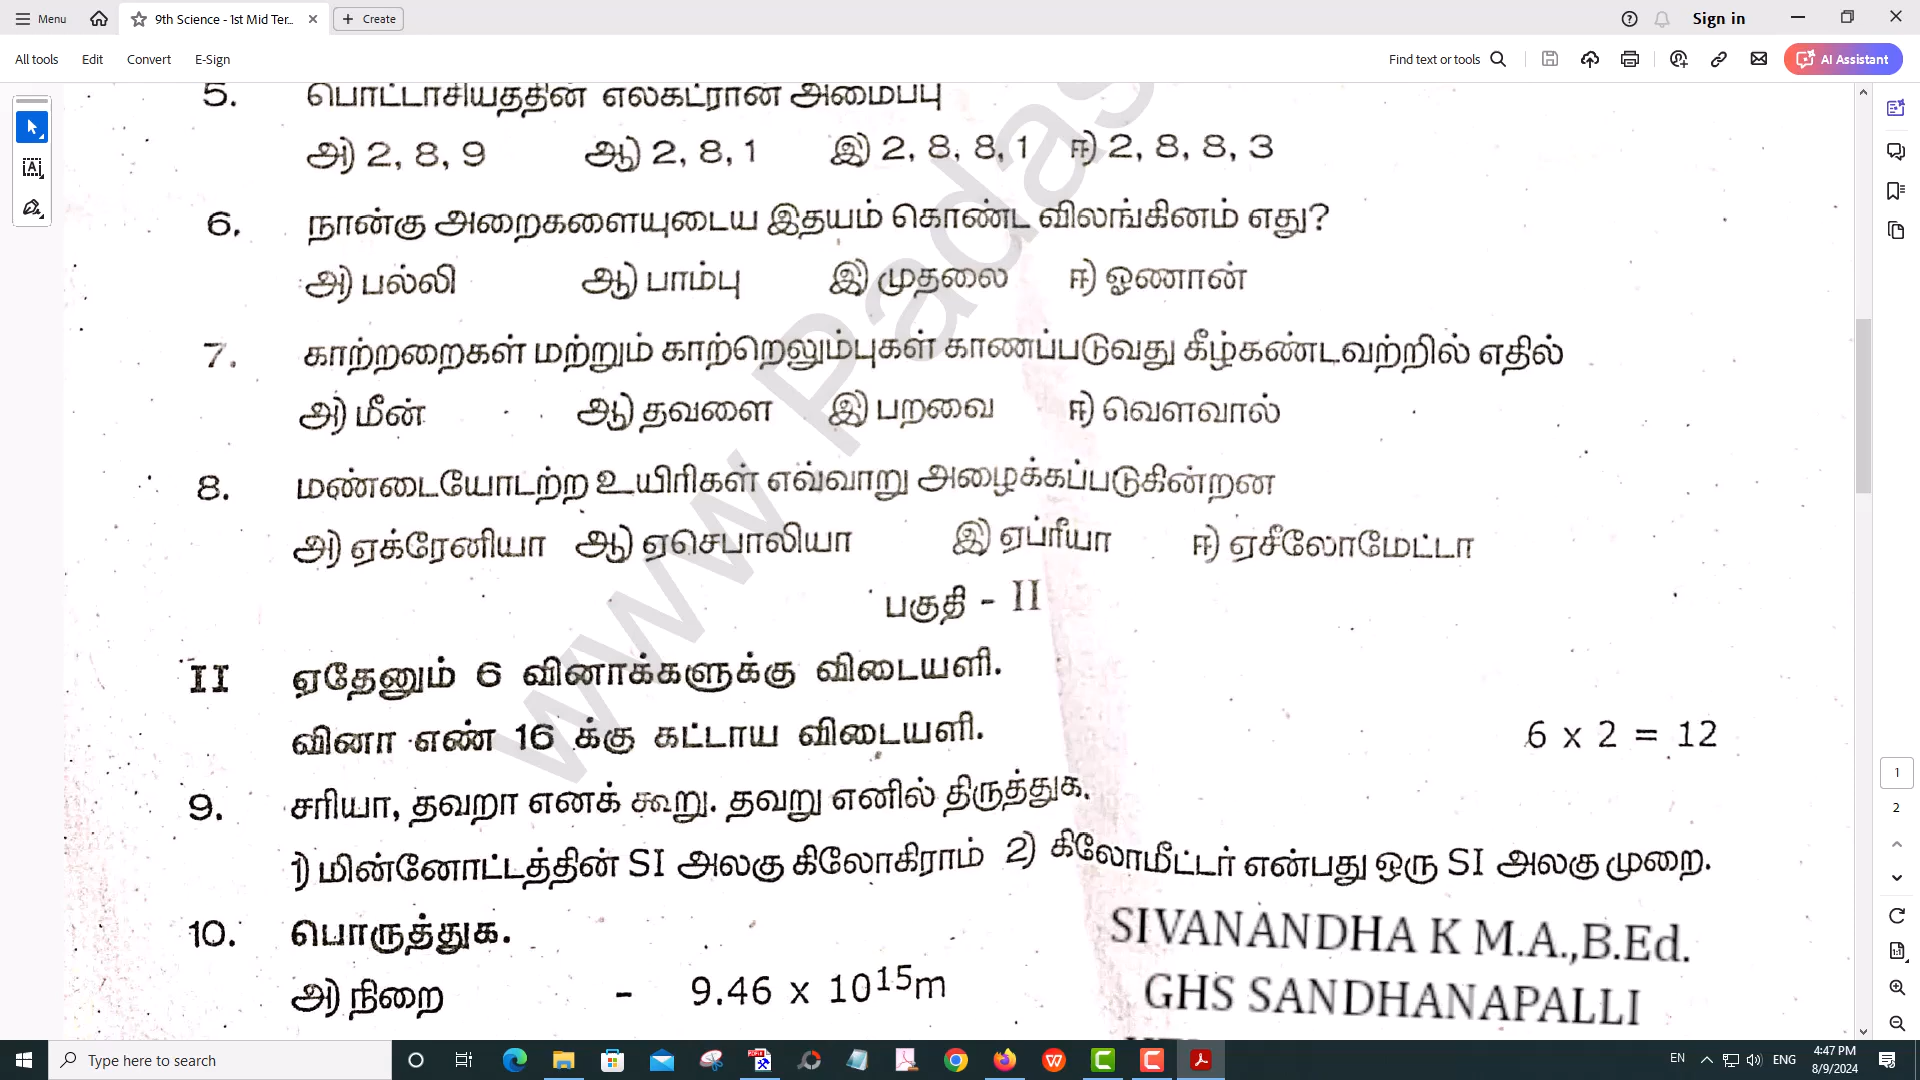 Menu
9th Science - 1st Mid Ter...
Create
Sign in
All tools Edit Convert E-Sign
Find text or tools
AI Assistant
5. பொட்டாசியத்தின் எலக்ட்ரான் அமைப்பு
அ) 2, 8, 9 ஆ) 2, 8, 1 இ) 2, 8, 8, 1 ஈ) 2, 8, 8, 3
6. நான்கு அறைகளையுடைய இதயம் கொண்ட விலங்கினம் எது?
அ) பல்லி ஆ) பாம்பு இ) முதலை ஈ) ஓணான்
7. காற்றறைகள் மற்றும் காற்றெலும்புகள் காணப்படுவது கீழ்கண்டவற்றில் எதில்
அ) மீன் ஆ) தவளை இ) பறவை ஈ) வௌவால்
8. மண்டையோடற்ற உயிரிகள் எவ்வாறு அழைக்கப்படுகின்றன
அ) ஏக்ரேனியா ஆ) ஏசெபாலியா இ) ஏப்ரீயா ஈ) ஏசீலோமேட்டா
பகுதி - II
II ஏதேனும் 6 வினாக்களுக்கு விடையளி.
வினா எண் 16 க்கு கட்டாய விடையளி. 6 x 2 = 12
9. சரியா, தவறா எனக் கூறு. தவறு எனில் திருத்துக.
1) மின்னோட்டத்தின் SI அலகு கிலோகிராம் 2) கிலோமீட்டர் என்பது ஒரு SI அலகு முறை.
10. பொருத்துக.
அ) நிறை - 9.46 x 10¹⁵m
SIVANANDHA K M.A.,B.Ed.
GHS SANDHANAPALLI
www.Padas
1
2
Type here to search
EN
ENG
4:47 PM
8/9/2024